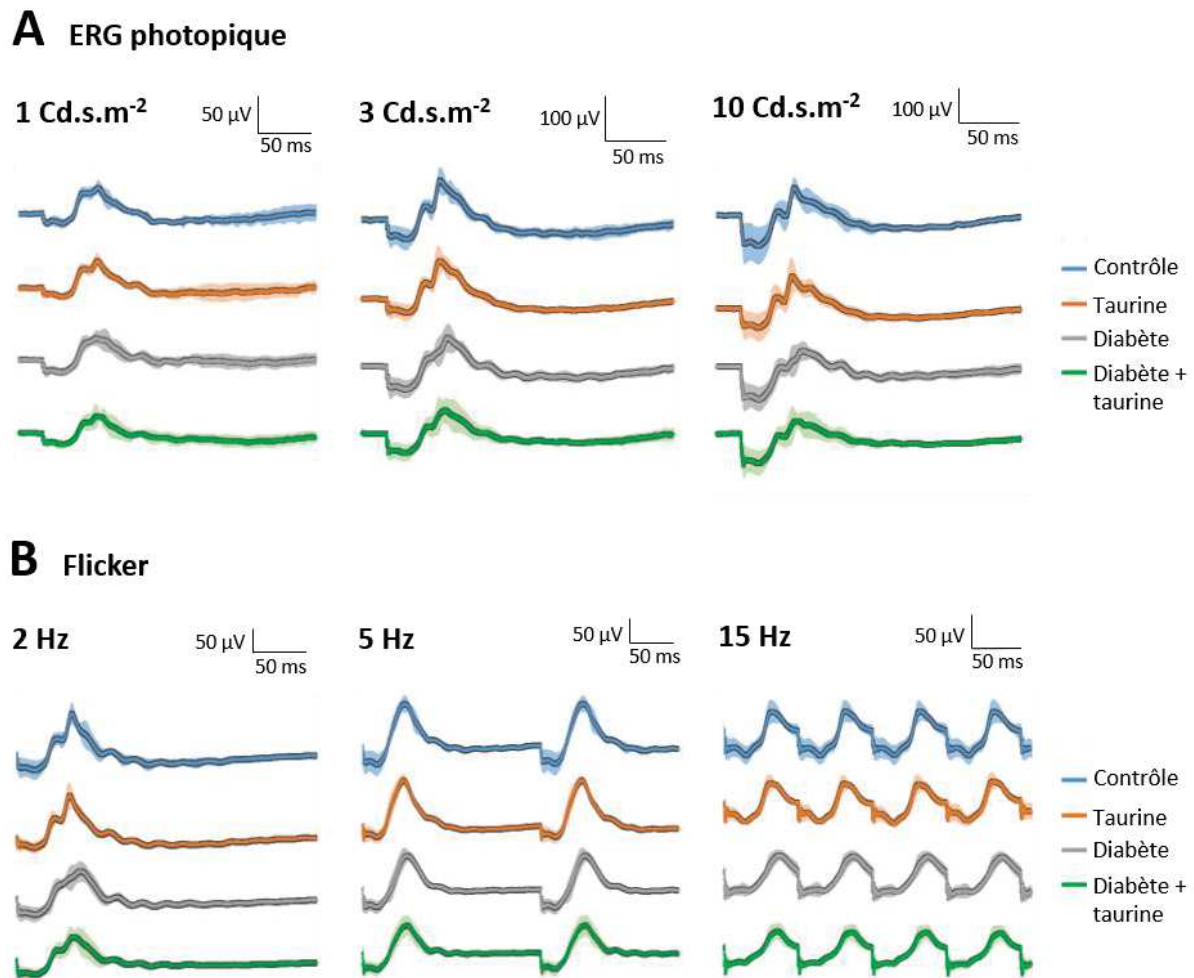 A ERG photopique
1 Cd.s.m-2
50 µV
50 ms
3 Cd.s.m-2
100 µV
50 ms
10 Cd.s.m-2
100 µV
50 ms
Contrôle
Taurine
Diabète
Diabète +
taurine
B Flicker
2 Hz
50 µV
50 ms
5 Hz
50 µV
50 ms
15 Hz
50 µV
50 ms
Contrôle
Taurine
Diabète
Diabète +
taurine